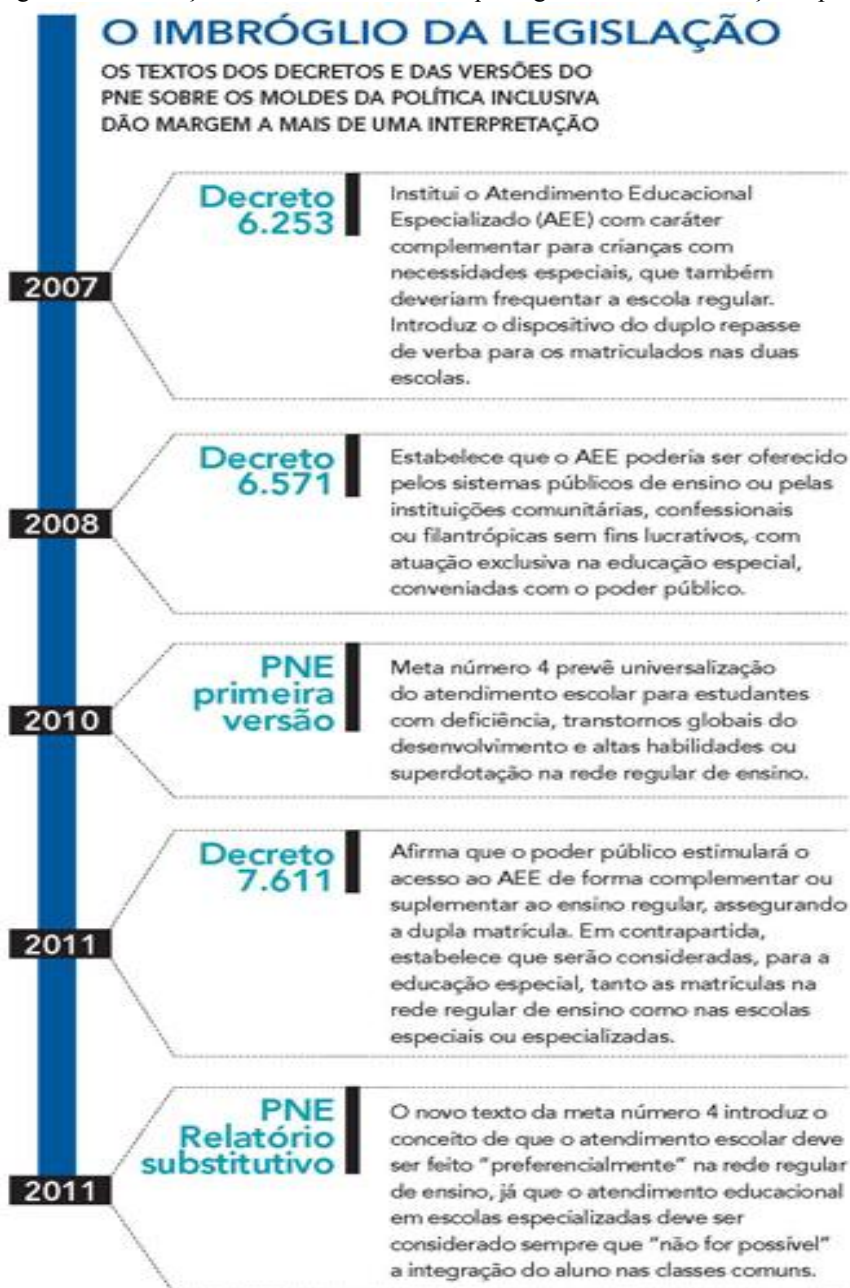 O IMBRÓGLIO DA LEGISLAÇÃO
OS TEXTOS DOS DECRETOS E DAS VERSÕES DO
PNE SOBRE OS MOLDES DA POLÍTICA INCLUSIVA
DÃO MARGEM A MAIS DE UMA INTERPRETAÇÃO
2007
Decreto
6.253
Institui o Atendimento Educacional
Especializado (AEE) com caráter
complementar para crianças com
necessidades especiais, que também
deveriam frequentar a escola regular.
Introduz o dispositivo do duplo repasse
de verba para os matriculados nas duas
escolas.
2008
Decreto
6.571
Estabelece que o AEE poderia ser oferecido
pelos sistemas públicos de ensino ou pelas
instituições comunitárias, confessionais
ou filantrópicas sem fins lucrativos, com
atuação exclusiva na educação especial,
conveniadas com o poder público.
2010
PNE
primeira
versão
Meta número 4 prevê universalização
do atendimento escolar para estudantes
com deficiência, transtornos globais do
desenvolvimento e altas habilidades ou
superdotação na rede regular de ensino.
2011
Decreto
7.611
Afirma que o poder público estimulará o
acesso ao AEE de forma complementar ou
suplementar ao ensino regular, assegurando
a dupla matrícula. Em contrapartida,
estabelece que serão consideradas, para a
educação especial, tanto as matrículas na
rede regular de ensino como nas escolas
especiais ou especializadas.
2011
PNE
Relatório
substitutivo
O novo texto da meta número 4 introduz o
conceito de que o atendimento escolar deve
ser feito "preferencialmente" na rede regular
de ensino, já que o atendimento educacional
em escolas especializadas deve ser
considerado sempre que "não for possível"
a integração do aluno nas classes comuns.